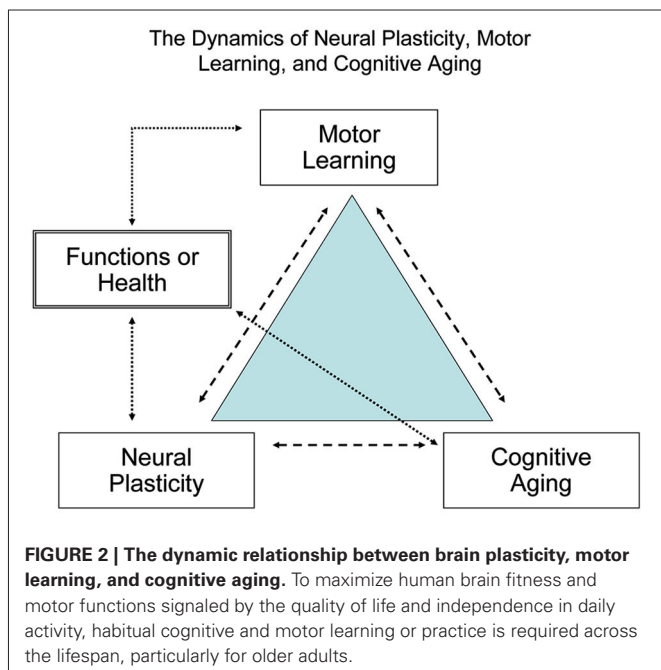 The Dynamics of Neural Plasticity, Motor
Learning, and Cognitive Aging
Motor
Learning
Functions or
Health
Neural
Plasticity
Cognitive
Aging
FIGURE 2 | The dynamic relationship between brain plasticity, motor
learning, and cognitive aging. To maximize human brain fitness and
motor functions signaled by the quality of life and independence in daily
activity, habitual cognitive and motor learning or practice is required across
the lifespan, particularly for older adults.